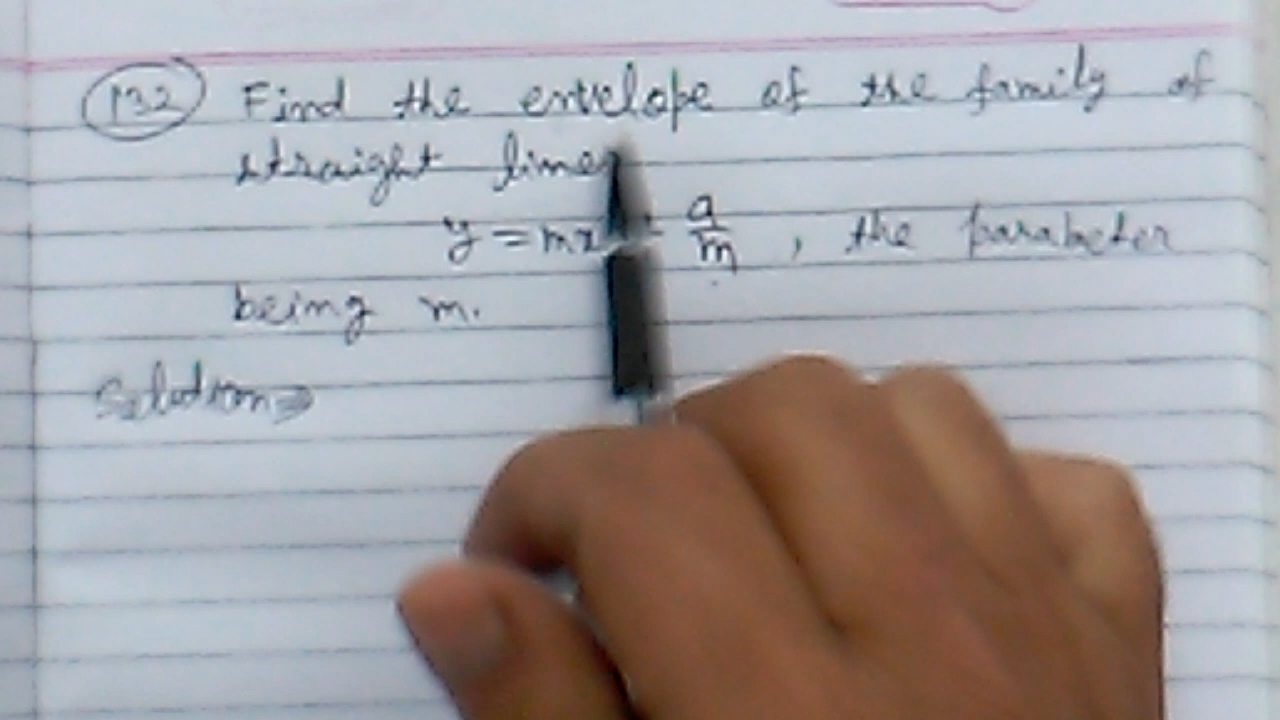 132 Find the envelope of the family of
straight lines
y = mx + a/m , the parameter
being m.
Solution ⇒